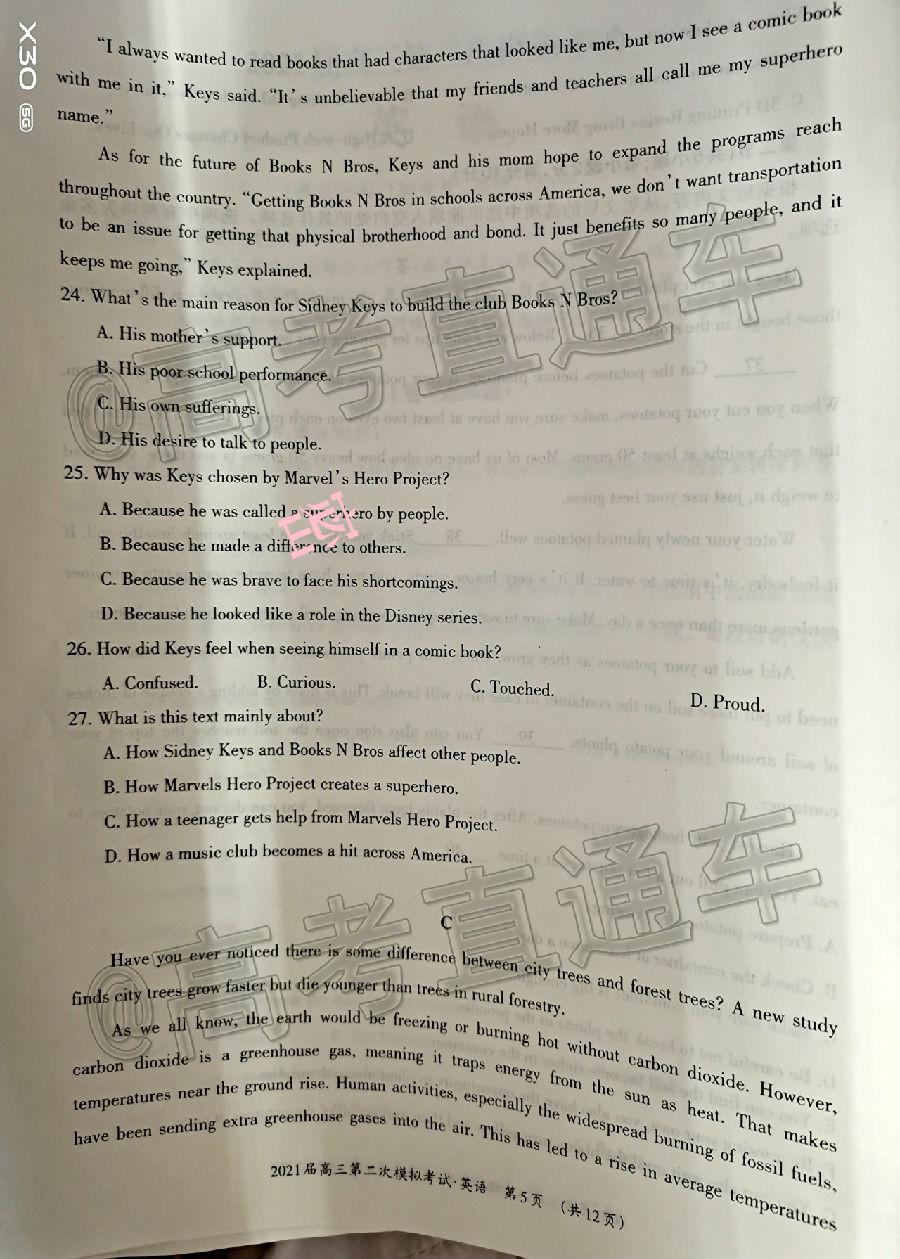 X30 5G
“I always wanted to read books that had characters that looked like me, but now I see a comic book
with me in it,” Keys said. “It’s unbelievable that my friends and teachers all call me my superhero
name.”
As for the future of Books N Bros, Keys and his mom hope to expand the programs reach
throughout the country. “Getting Books N Bros in schools across America, we don’t want transportation
to be an issue for getting that physical brotherhood and bond. It just benefits so many people, and it
keeps me going,” Keys explained.
24. What’s the main reason for Sidney Keys to build the club Books N Bros?
A. His mother’s support.
B. His poor school performance.
C. His own sufferings.
D. His desire to talk to people.
25. Why was Keys chosen by Marvel’s Hero Project?
A. Because he was called a superhero by people.
B. Because he made a difference to others.
C. Because he was brave to face his shortcomings.
D. Because he looked like a role in the Disney series.
26. How did Keys feel when seeing himself in a comic book?
A. Confused. B. Curious. C. Touched. D. Proud.
27. What is this text mainly about?
A. How Sidney Keys and Books N Bros affect other people.
B. How Marvels Hero Project creates a superhero.
C. How a teenager gets help from Marvels Hero Project.
D. How a music club becomes a hit across America.
@高考直通车
C
Have you ever noticed there is some difference between city trees and forest trees? A new study
finds city trees grow faster but die younger than trees in rural forestry.
As we all know, the earth would be freezing or burning hot without carbon dioxide. However,
carbon dioxide is a greenhouse gas, meaning it traps energy from the sun as heat. That makes
temperatures near the ground rise. Human activities, especially the widespread burning of fossil fuels,
have been sending extra greenhouse gases into the air. This has led to a rise in average temperatures
@高考直通车
2021届高三第二次模拟考试·英语 第5页 (共12页)